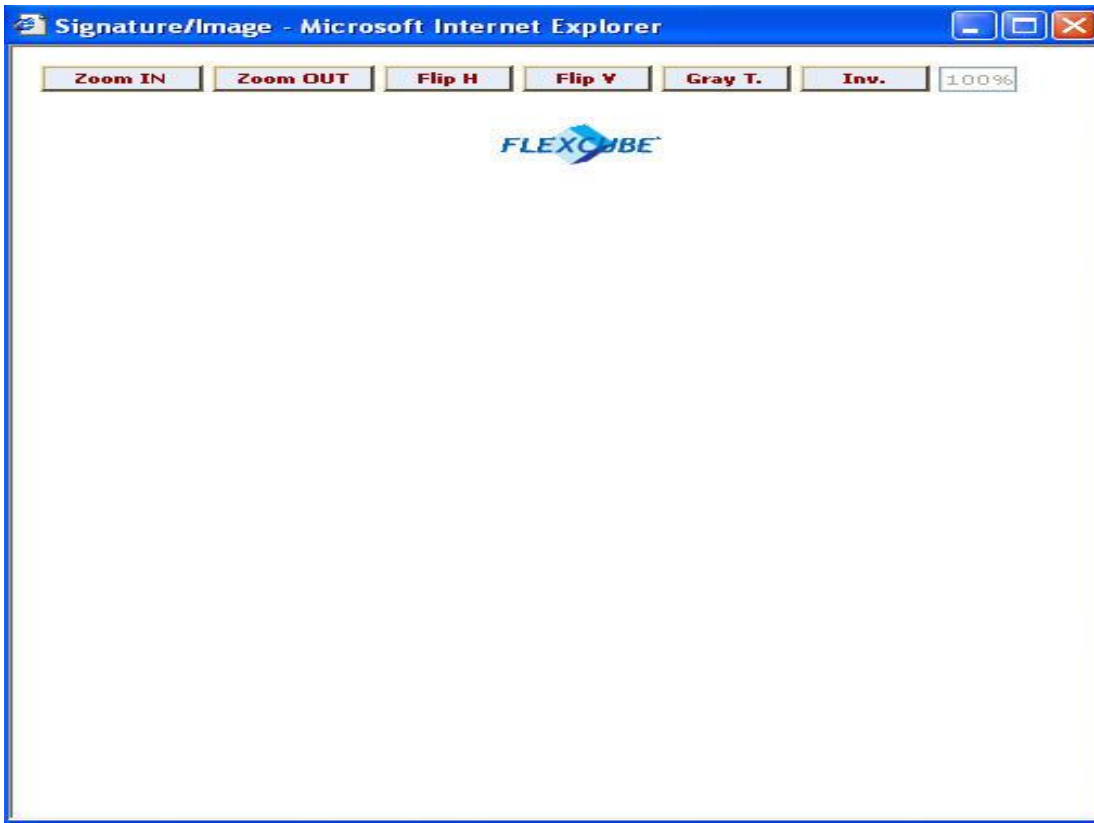 Signature/Image - Microsoft Internet Explorer
Zoom IN Zoom OUT Flip H Flip V Gray T. Inv. 100%
FLEXCUBE